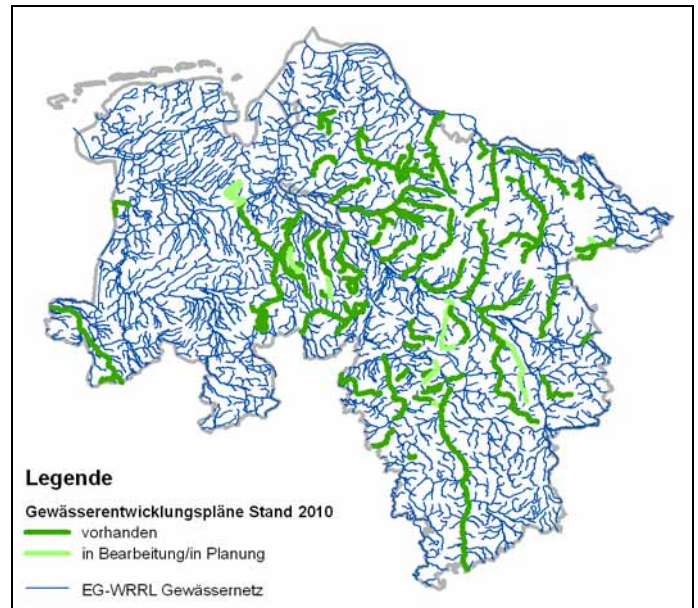 Legende
Gewässerentwicklungspläne Stand 2010
vorhanden
in Bearbeitung/in Planung
EG-WRRL Gewässernetz